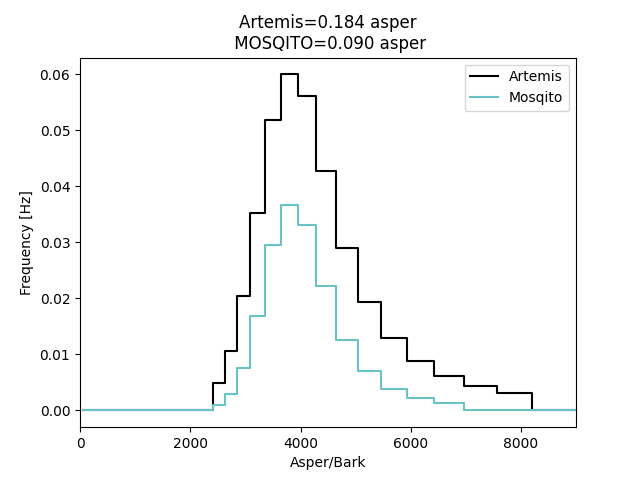 Artemis=0.184 asper
MOSQITO=0.090 asper
Artemis
Mosqito
Frequency [Hz]
0.06
0.05
0.04
0.03
0.02
0.01
0.00
0 2000 4000 6000 8000
Asper/Bark